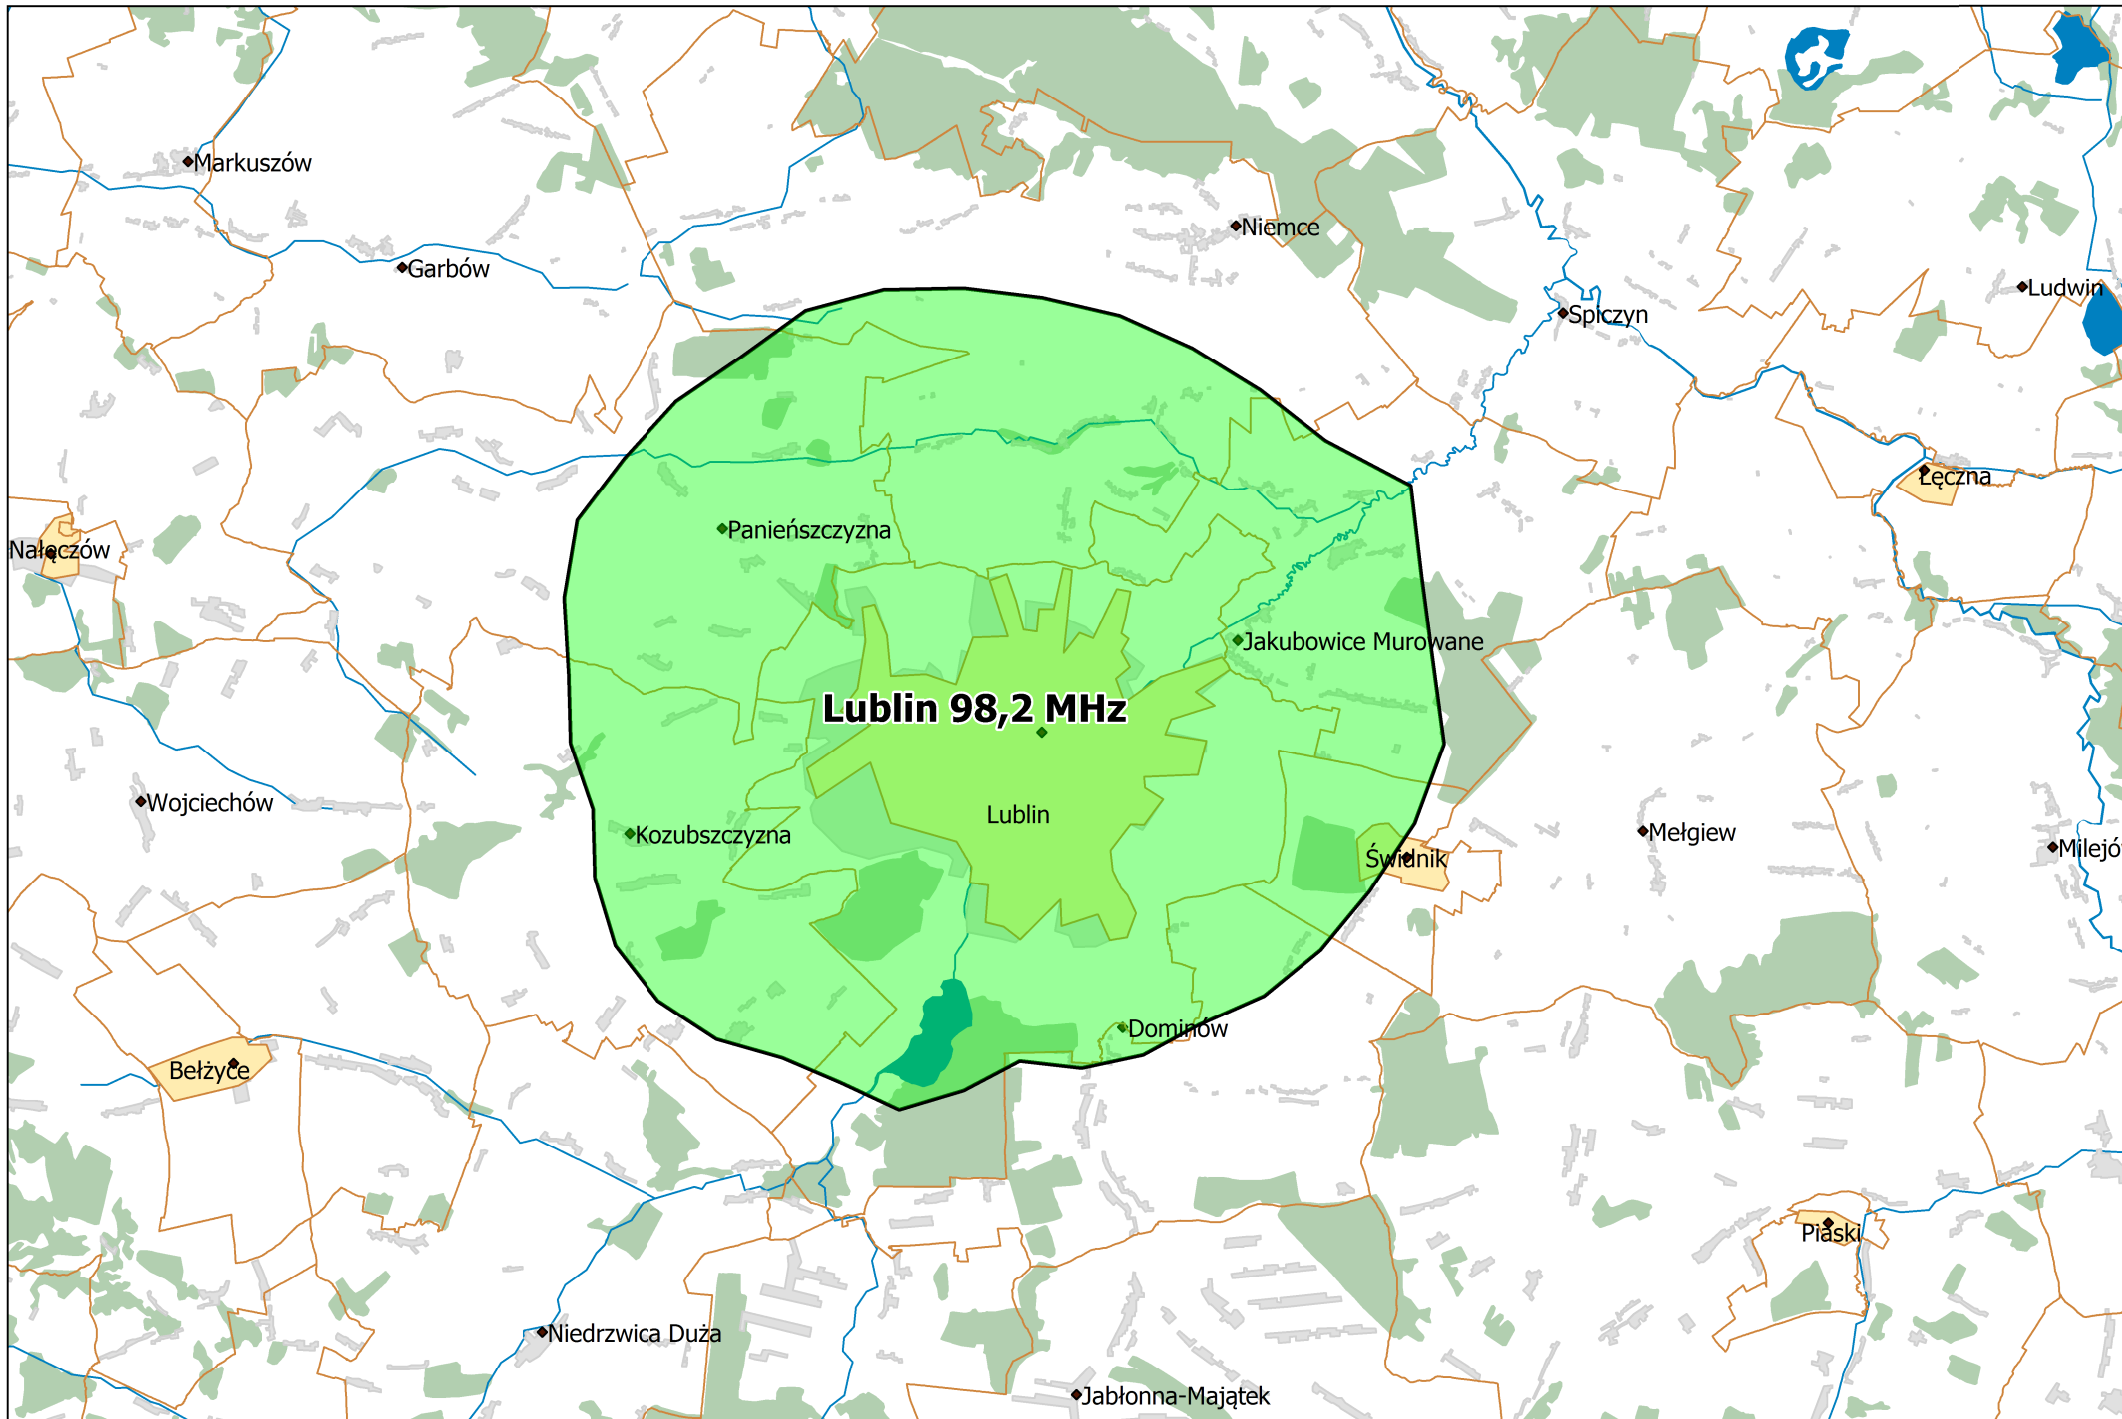 Markuszów
Niemce
Garbów
Ludwin
Spiczyn
Łęczna
Panieńszczyzna
Nałęczów
Jakubowice Murowane
Lublin 98,2 MHz
Wojciechów
Lublin
Kozubszczyzna
Mełgiew
Milejó
Świdnik
Dominów
Bełżyce
Piaski
Niedrzwica Duża
Jabłonna-Majątek